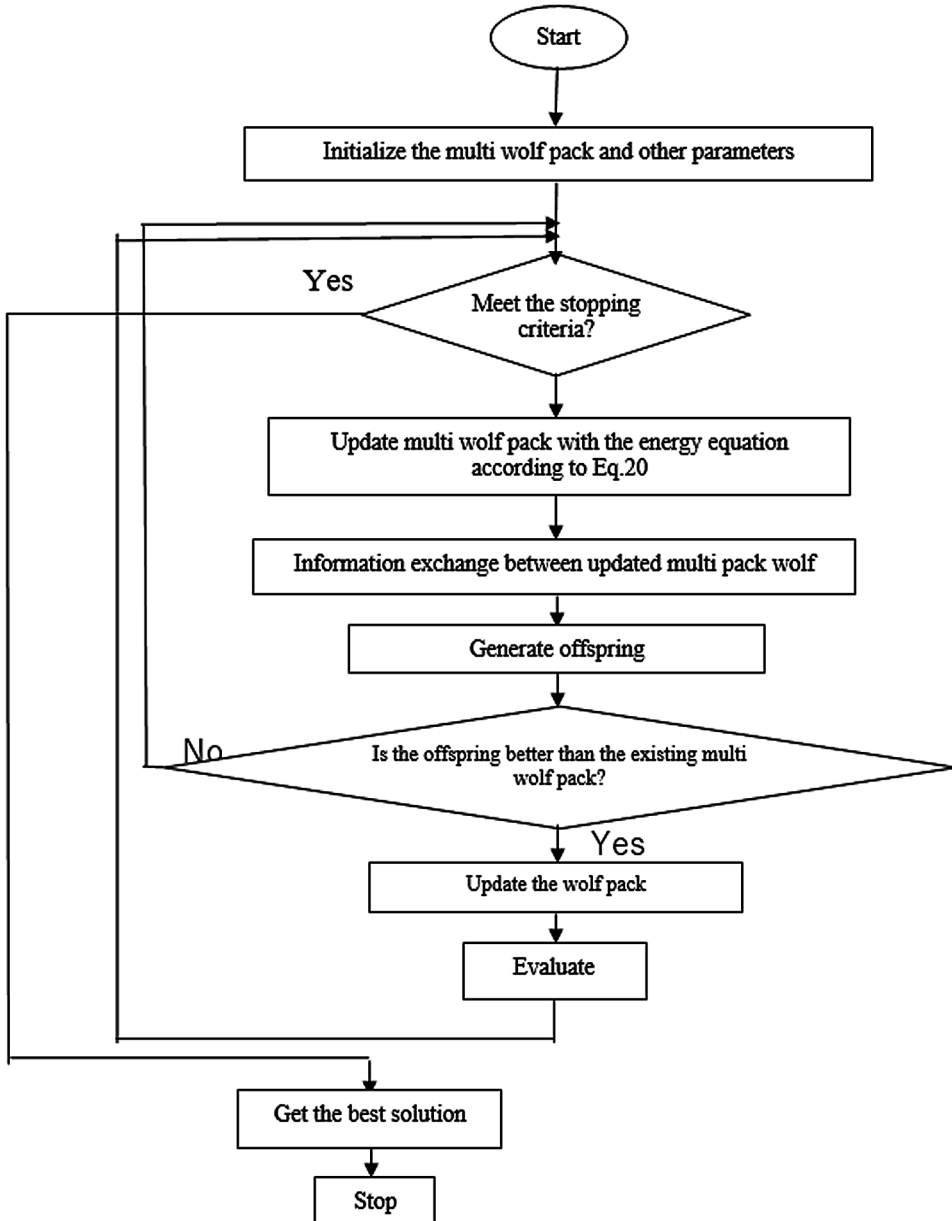 Start
Initialize the multi wolf pack and other parameters
Yes
Meet the stopping
criteria?
Update multi wolf pack with the energy equation
according to Eq.20
Information exchange between updated multi pack wolf
Generate offspring
No
Is the offspring better than the existing multi
wolf pack?
Yes
Update the wolf pack
Evaluate
Get the best solution
Stop